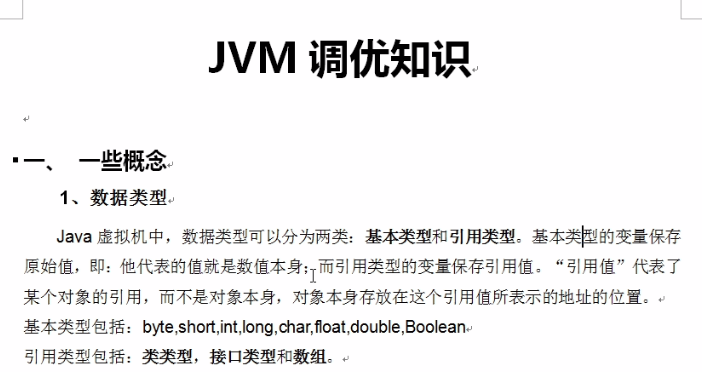 JVM 调优知识
一、 一些概念
1、数据类型
Java 虚拟机中，数据类型可以分为两类：基本类型和引用类型。基本类型的变量保存
原始值，即：他代表的值就是数值本身；而引用类型的变量保存引用值。“引用值”代表了
某个对象的引用，而不是对象本身，对象本身存放在这个引用值所表示的地址的位置。
基本类型包括：byte,short,int,long,char,float,double,Boolean
引用类型包括：类类型，接口类型和数组。